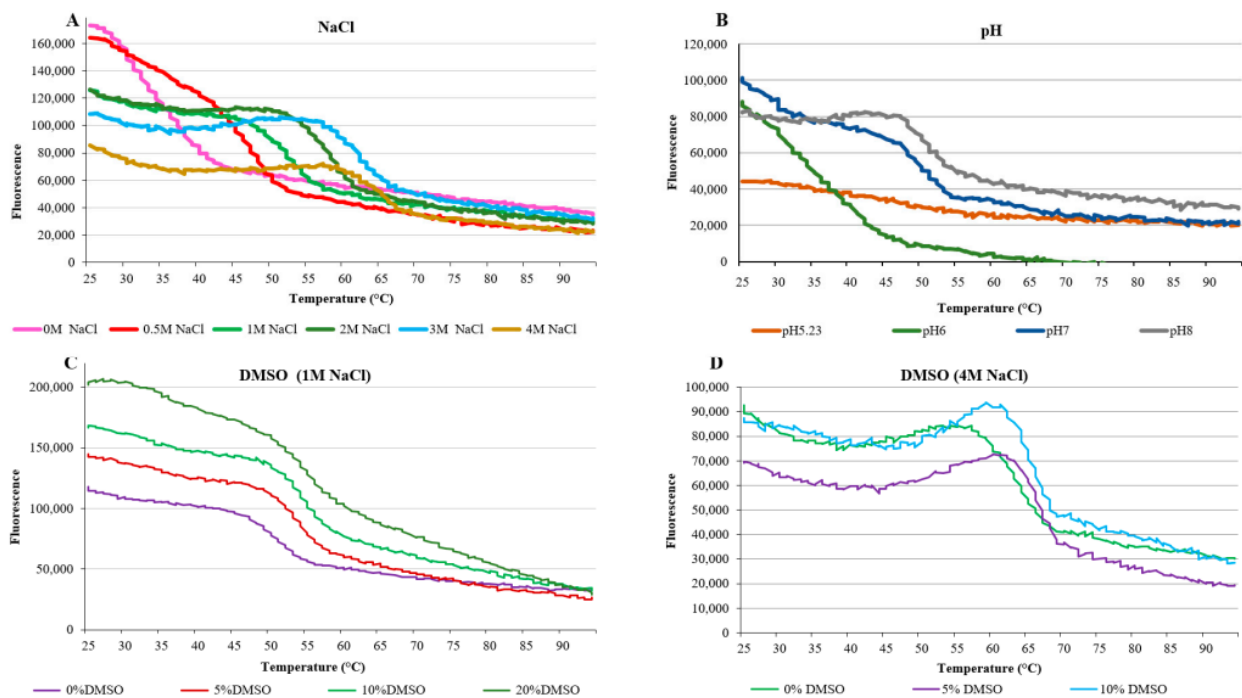 A
NaCl
Fluorescence
160,000
140,000
120,000
100,000
80,000
60,000
40,000
20,000
0
25 30 35 40 45 50 55 60 65 70 75 80 85 90
Temperature (°C)
0M NaCl 0.5M NaCl 1M NaCl 2M NaCl 3M NaCl 4M NaCl
B
pH
Fluorescence
120,000
100,000
80,000
60,000
40,000
20,000
0
25 30 35 40 45 50 55 60 65 70 75 80 85 90
Temperature (°C)
pH5.23 pH6 pH7 pH8
C
DMSO (1M NaCl)
Fluorescence
200,000
150,000
100,000
50,000
0
25 30 35 40 45 50 55 60 65 70 75 80 85 90
Temperature (°C)
0%DMSO 5%DMSO 10%DMSO 20%DMSO
D
DMSO (4M NaCl)
Fluorescence
100,000
90,000
80,000
70,000
60,000
50,000
40,000
30,000
20,000
10,000
0
25 30 35 40 45 50 55 60 65 70 75 80 85 90
Temperature (°C)
0% DMSO 5% DMSO 10% DMSO